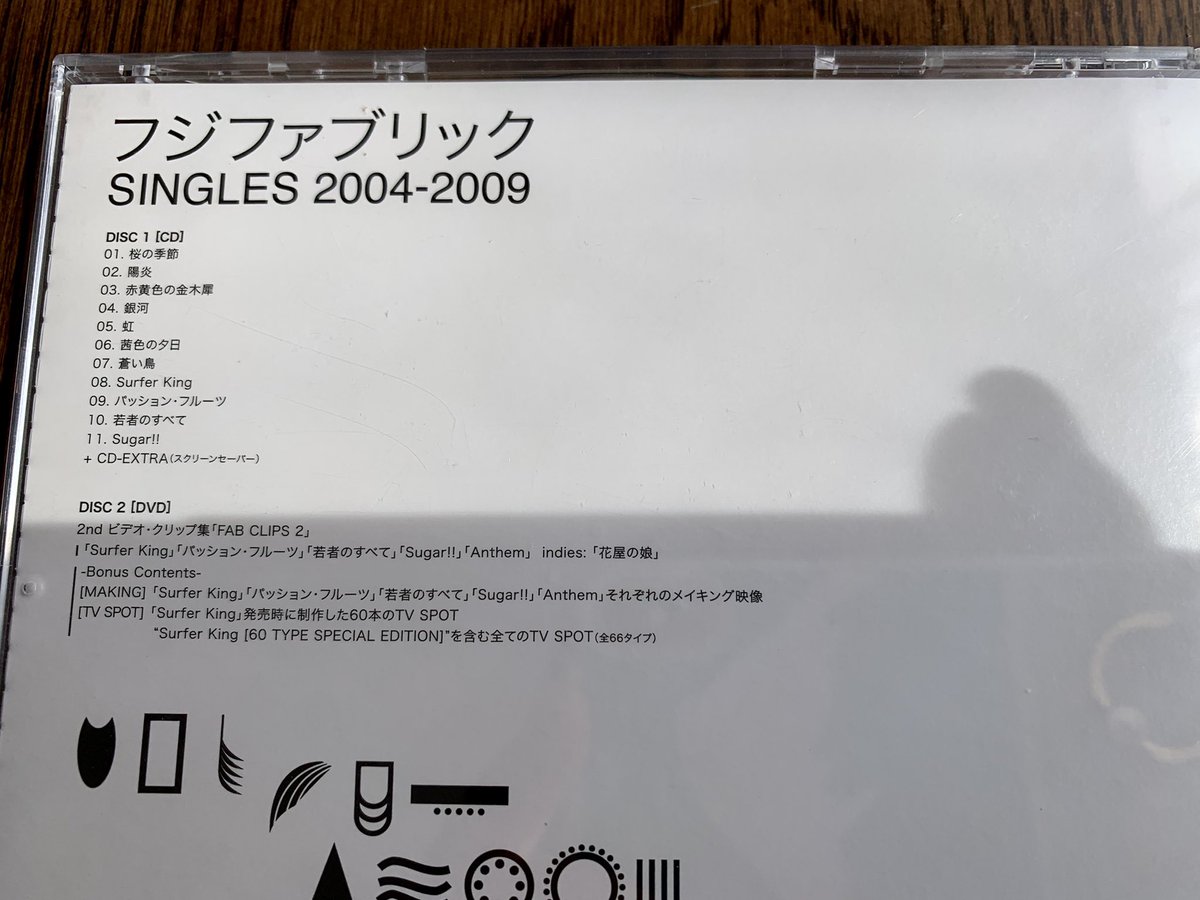 フジファブリック
SINGLES 2004-2009
DISC 1 [CD]
01. 桜の季節
02. 陽炎
03. 赤黄色の金木犀
04. 銀河
05. 虹
06. 茜色の夕日
07. 蒼い鳥
08. Surfer King
09. パッション・フルーツ
10. 若者のすべて
11. Sugar!!
+ CD-EXTRA(スクリーンセーバー)
DISC 2 [DVD]
2nd ビデオ・クリップ集「FAB CLIPS 2」
「Surfer King」「パッション・フルーツ」「若者のすべて」「Sugar!!」「Anthem」 indies: 「花屋の娘」
-Bonus Contents-
[MAKING] 「Surfer King」「パッション・フルーツ」「若者のすべて」「Sugar!!」「Anthem」それぞれのメイキング映像
[TV SPOT] 「Surfer King」発売時に制作した60本のTV SPOT
"Surfer King [60 TYPE SPECIAL EDITION]"を含む全てのTV SPOT(全66タイプ)